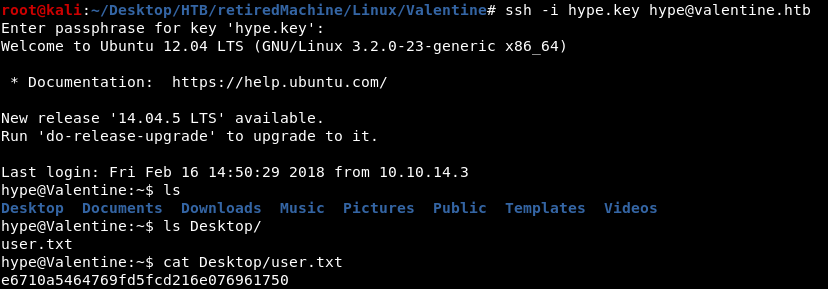 root@kali:~/Desktop/HTB/retiredMachine/Linux/Valentine# ssh -i hype.key hype@valentine.htb
Enter passphrase for key 'hype.key':
Welcome to Ubuntu 12.04 LTS (GNU/Linux 3.2.0-23-generic x86_64)
 * Documentation:  https://help.ubuntu.com/
New release '14.04.5 LTS' available.
Run 'do-release-upgrade' to upgrade to it.
Last login: Fri Feb 16 14:50:29 2018 from 10.10.14.3
hype@Valentine:~$ ls
Desktop  Documents  Downloads  Music  Pictures  Public  Templates  Videos
hype@Valentine:~$ ls Desktop/
user.txt
hype@Valentine:~$ cat Desktop/user.txt
e6710a5464769fd5fcd216e076961750